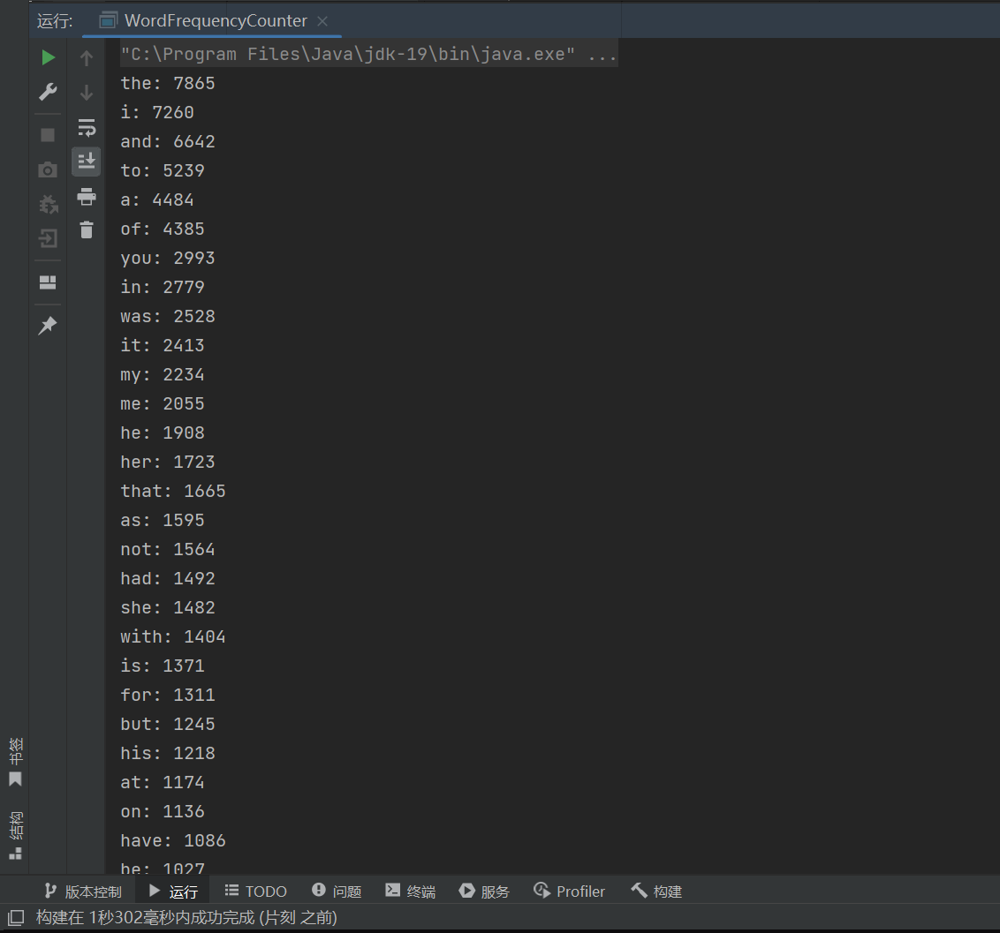 运行:
WordFrequencyCounter
"C:\Program Files\Java\jdk-19\bin\java.exe" ...
the: 7865
i: 7260
and: 6642
to: 5239
a: 4484
of: 4385
you: 2993
in: 2779
was: 2528
it: 2413
my: 2234
me: 2055
he: 1908
her: 1723
that: 1665
as: 1595
not: 1564
had: 1492
she: 1482
with: 1404
is: 1371
for: 1311
but: 1245
his: 1218
at: 1174
on: 1136
have: 1086
be: 1027
书签
结构
版本控制 运行 TODO 问题 终端 服务 Profiler 构建
构建在 1秒302毫秒内成功完成 (片刻 之前)